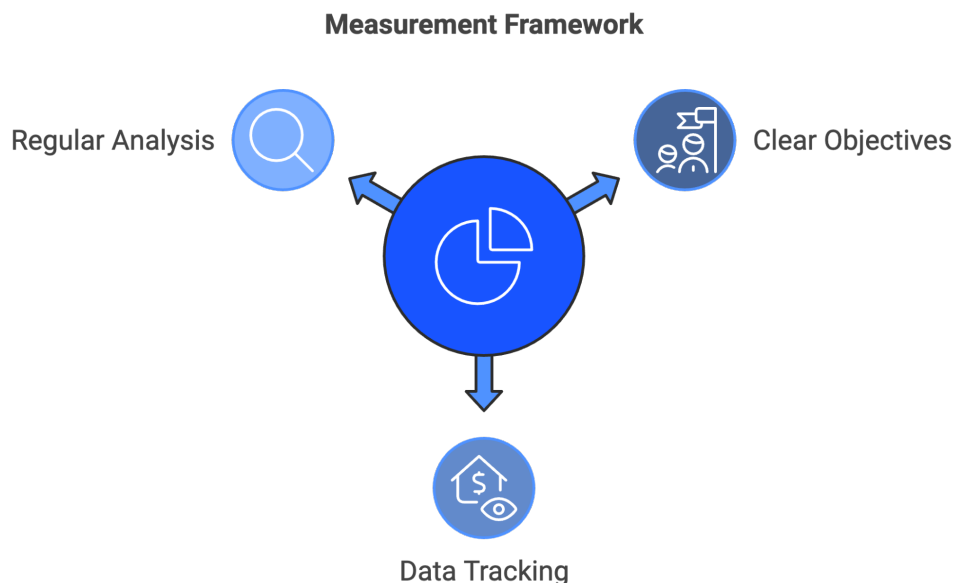 Measurement Framework
Regular Analysis
Clear Objectives
$
Data Tracking